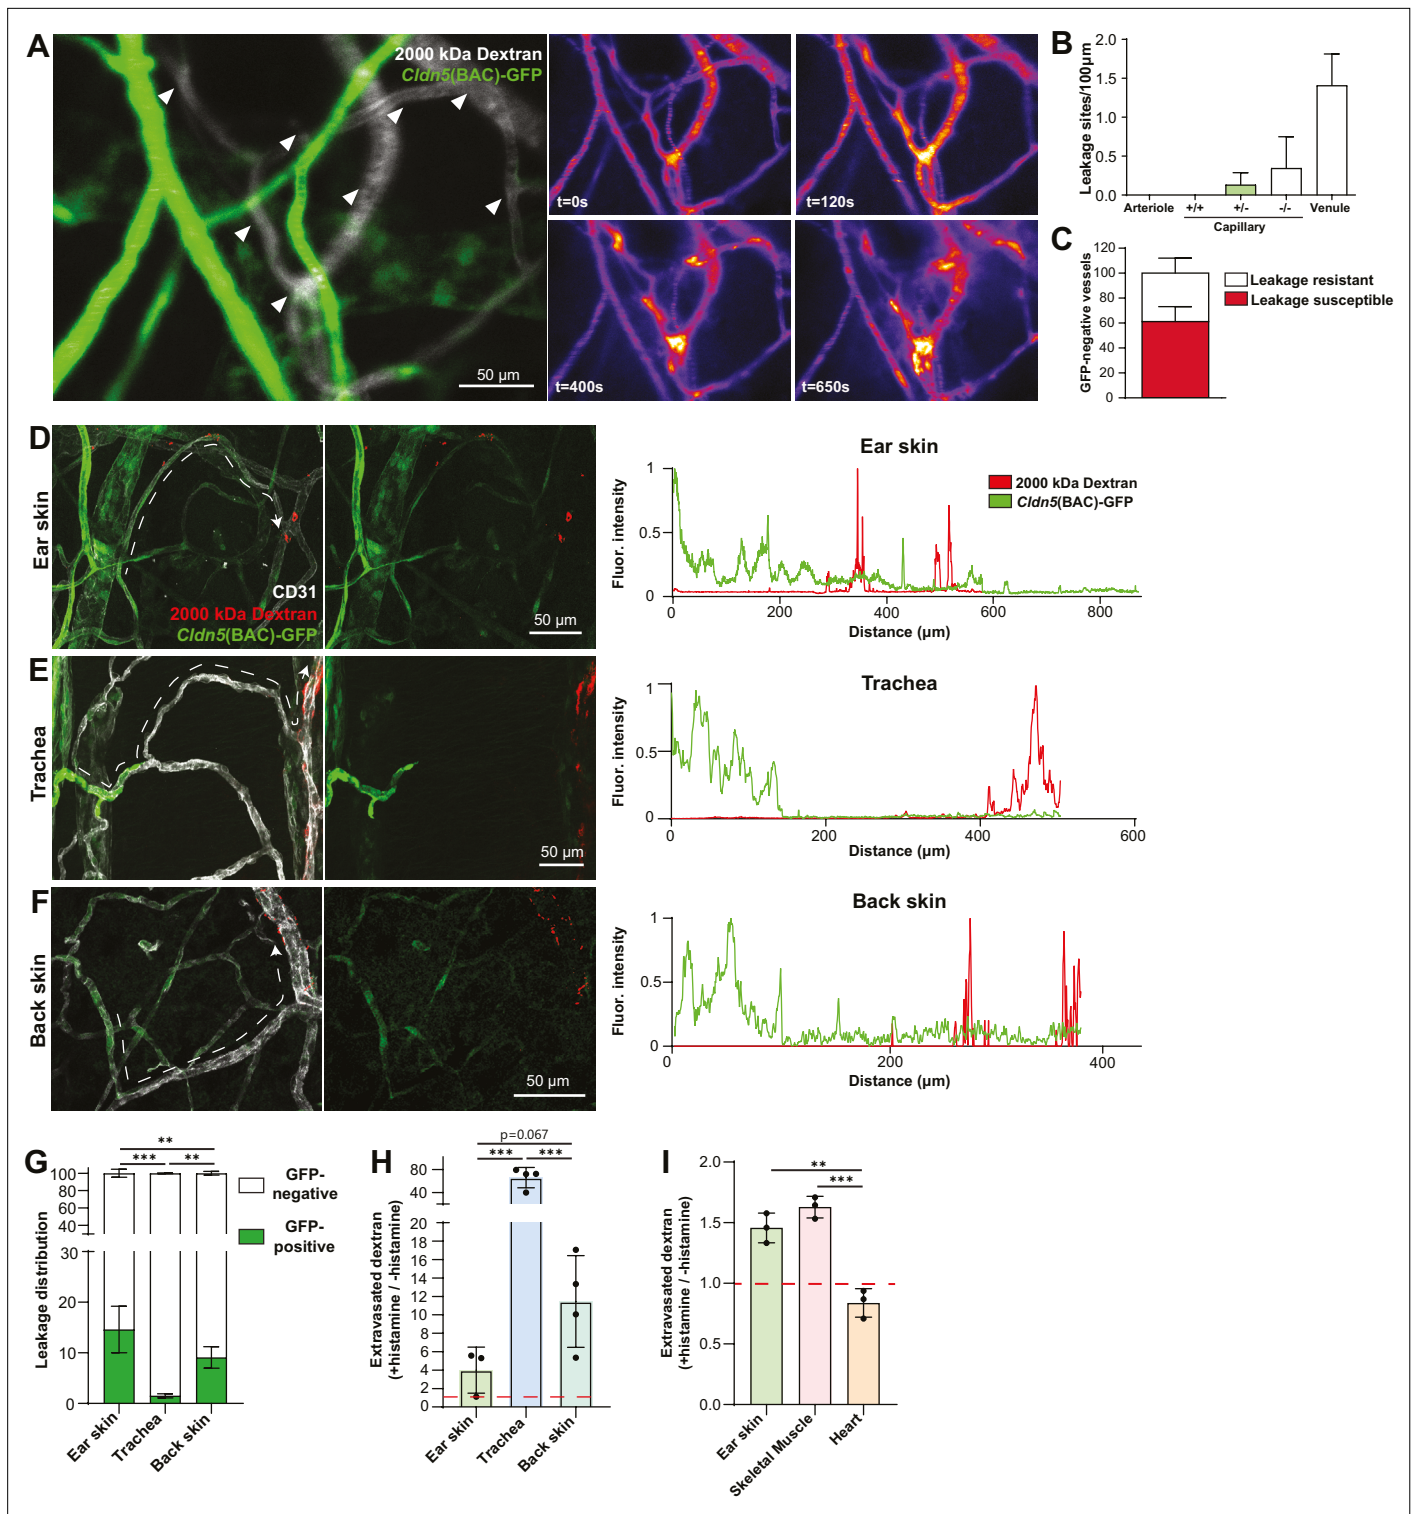 A
2000 kDa Dextran
Cldn5(BAC)-GFP
50 µm
t=0s
t=120s
t=400s
t=650s
B
Leakage sites/100µm
2.0
1.5
1.0
0.5
0.0
Arteriole +/+ +/- -/- Venule
Capillary
C
GFP-negative vessels
120
100
80
60
40
20
0
Leakage resistant
Leakage susceptible
D
Ear skin
CD31
2000 kDa Dextran
Cldn5(BAC)-GFP
50 µm
Ear skin
2000 kDa Dextran
Cldn5(BAC)-GFP
Fluor. intensity
1
0.5
0
0 200 400 600 800
Distance (µm)
E
Trachea
50 µm
Trachea
Fluor. intensity
1
0.5
0
0 200 400 600
Distance (µm)
F
Back skin
50 µm
Back skin
Fluor. intensity
1
0.5
0
0 200 400
Distance (µm)
G
**
*** **
Leakage distribution
100
80
60
40
30
20
10
0
Ear skin
Trachea
Back skin
GFP-
negative
GFP-
positive
H
p=0.067
*** ***
Extravasated dextran
(+histamine / -histamine)
80
40
20
18
16
14
12
10
8
6
4
2
0
Ear skin
Trachea
Back skin
I
**
***
Extravasated dextran
(+histamine / -histamine)
2.0
1.5
1.0
0.5
0.0
Ear skin
Skeletal Muscle
Heart